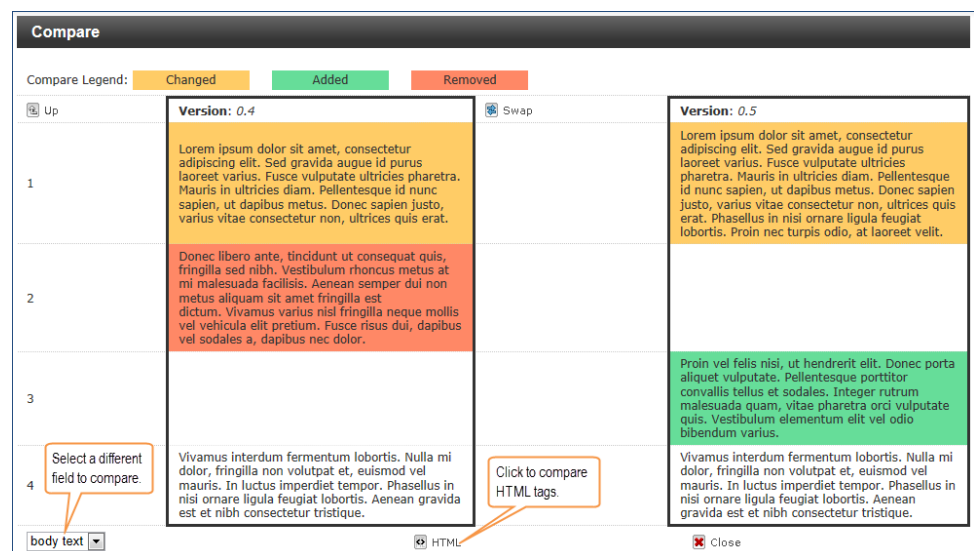 Compare
Compare Legend: Changed Added Removed
Up Version: 0.4 Swap Version: 0.5
1
Lorem ipsum dolor sit amet, consectetur
adipiscing elit. Sed gravida augue id purus
laoreet varius. Fusce vulputate ultricies pharetra.
Mauris in ultricies diam. Pellentesque id nunc
sapien, ut dapibus metus. Donec sapien justo,
varius vitae consectetur non, ultrices quis erat.
Lorem ipsum dolor sit amet, consectetur
adipiscing elit. Sed gravida augue id purus
laoreet varius. Fusce vulputate ultricies
pharetra. Mauris in ultricies diam. Pellentesque
id nunc sapien, ut dapibus metus. Donec sapien
justo, varius vitae consectetur non, ultrices quis
erat. Phasellus in nisi ornare ligula feugiat
lobortis. Proin nec turpis odio, at laoreet velit.
2
Donec libero ante, tincidunt ut consequat quis,
fringilla sed nibh. Vestibulum rhoncus metus at
mi malesuada facilisis. Aenean semper dui non
metus aliquam sit amet fringilla est
dictum. Vivamus varius nisl fringilla neque mollis
vel vehicula elit pretium. Fusce risus dui, dapibus
vel sodales a, dapibus nec dolor.
3
Proin vel felis nisi, ut hendrerit elit. Donec porta
aliquet vulputate. Pellentesque porttitor
convallis tellus et sodales. Integer rutrum
malesuada quam, vitae pharetra orci vulputate
quis. Vestibulum elementum elit vel odio
bibendum varius.
4
Select a different
field to compare.
Vivamus interdum fermentum lobortis. Nulla mi
dolor, fringilla non volutpat et, euismod vel
mauris. In luctus imperdiet tempor. Phasellus in
nisi ornare ligula feugiat lobortis. Aenean gravida
est et nibh consectetur tristique.
Click to compare
HTML tags.
Vivamus interdum fermentum lobortis. Nulla mi
dolor, fringilla non volutpat et, euismod vel
mauris. In luctus imperdiet tempor. Phasellus in
nisi ornare ligula feugiat lobortis. Aenean
gravida est et nibh consectetur tristique.
body text HTML Close